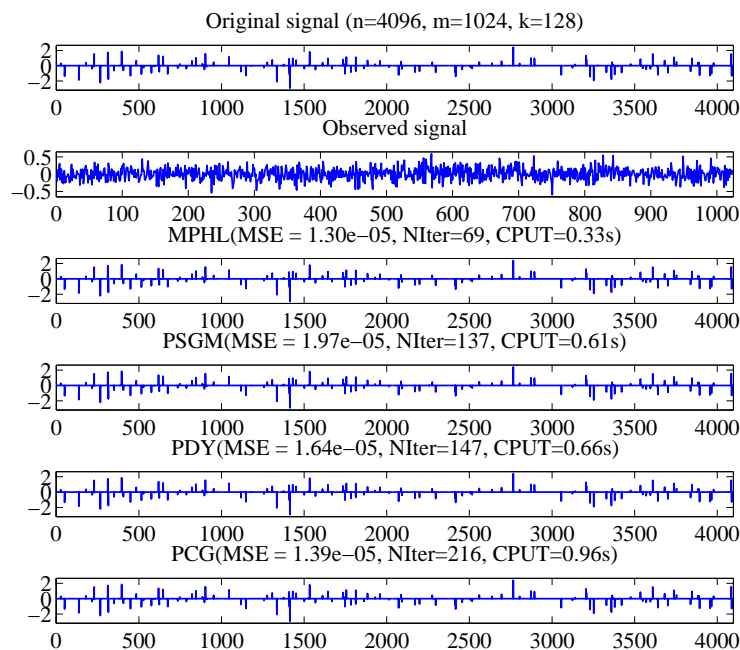 Original signal (n=4096, m=1024, k=128)
2
0
−2
0 500 1000 1500 2000 2500 3000 3500 4000
Observed signal
0.5
0
−0.5
0 100 200 300 400 500 600 700 800 900 1000
MPHL(MSE = 1.30e−05, NIter=69, CPUT=0.33s)
2
0
−2
0 500 1000 1500 2000 2500 3000 3500 4000
PSGM(MSE = 1.97e−05, NIter=137, CPUT=0.61s)
2
0
−2
0 500 1000 1500 2000 2500 3000 3500 4000
PDY(MSE = 1.64e−05, NIter=147, CPUT=0.66s)
2
0
−2
0 500 1000 1500 2000 2500 3000 3500 4000
PCG(MSE = 1.39e−05, NIter=216, CPUT=0.96s)
2
0
−2
0 500 1000 1500 2000 2500 3000 3500 4000